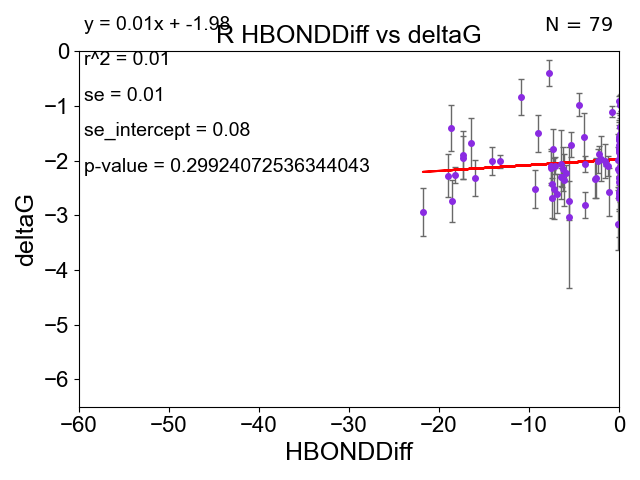 y = 0.01x + -1.98
N = 79
R HBONDDiff vs deltaG
r^2 = 0.01
se = 0.01
se_intercept = 0.08
p-value = 0.29924072536344043
deltaG
0
−1
−2
−3
−4
−5
−6
−60
−50
−40
−30
−20
−10
0
HBONDDiff